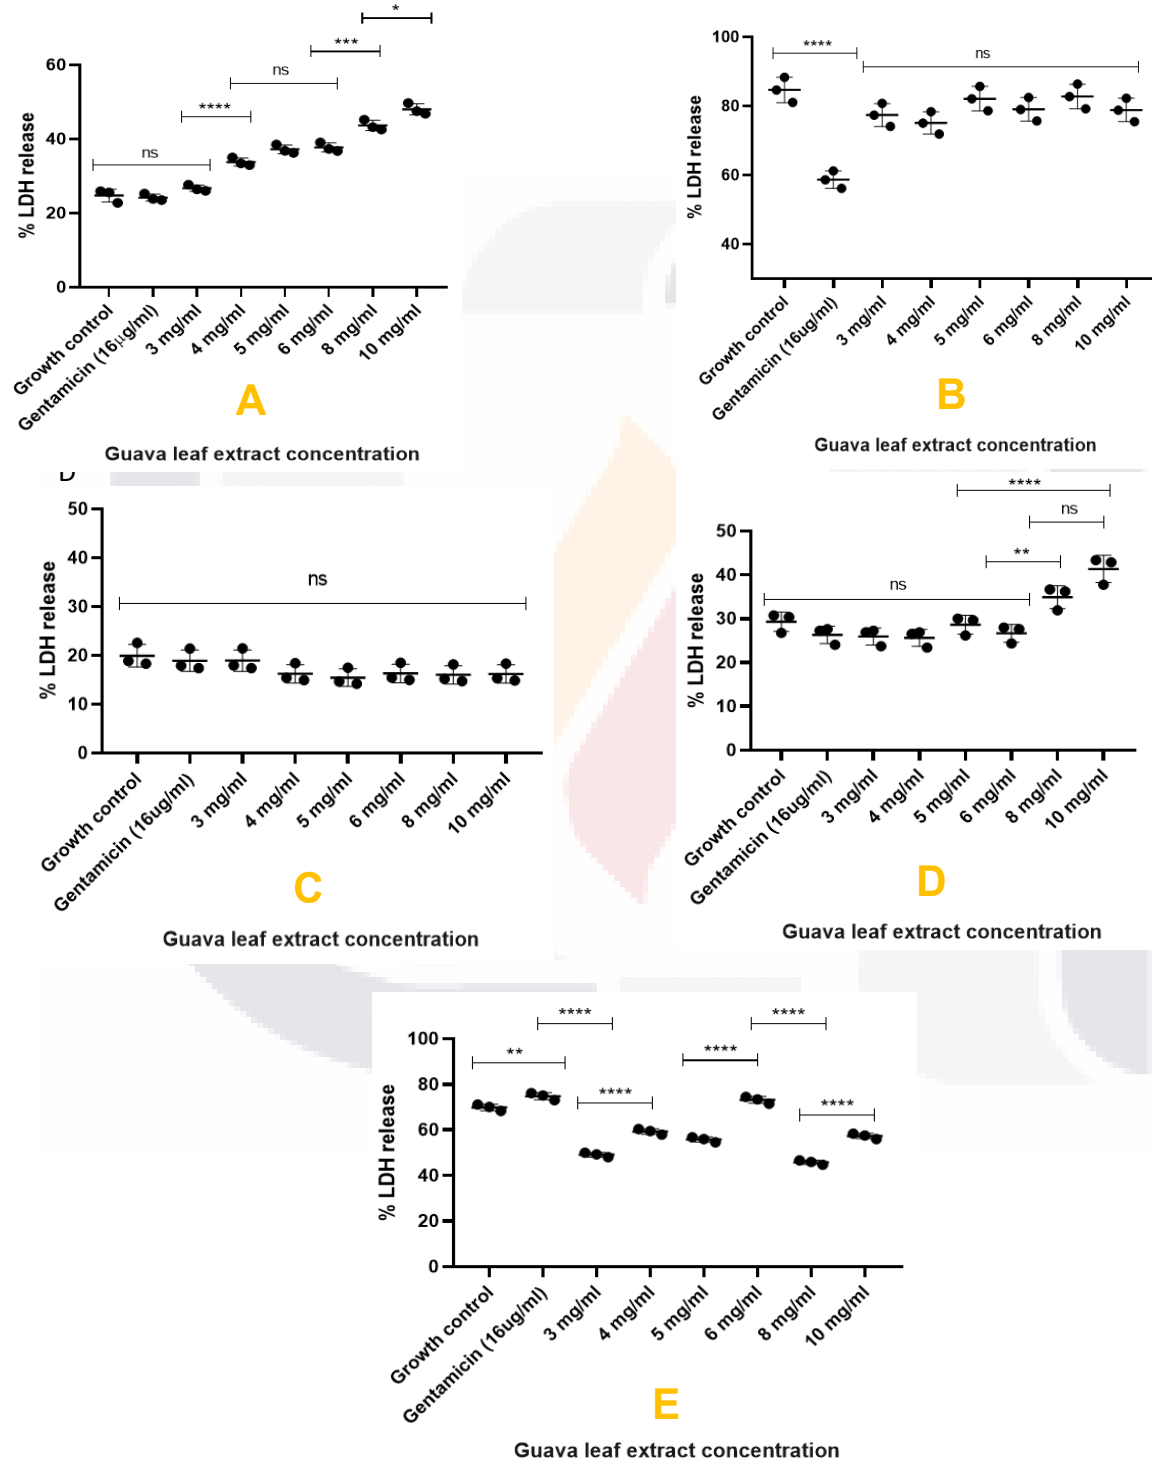 *
***
ns
****
ns
60
40
20
0
% LDH release
Growth control
Gentamicin (16µg/ml)
3 mg/ml
4 mg/ml
5 mg/ml
6 mg/ml
8 mg/ml
10 mg/ml
A
Guava leaf extract concentration
****
ns
100
80
60
40
% LDH release
Growth control
Gentamicin (16ug/ml)
3 mg/ml
4 mg/ml
5 mg/ml
6 mg/ml
8 mg/ml
10 mg/ml
B
Guava leaf extract concentration
ns
50
40
30
20
10
0
% LDH release
Growth control
Gentamicin (16ug/ml)
3 mg/ml
4 mg/ml
5 mg/ml
6 mg/ml
8 mg/ml
10 mg/ml
C
Guava leaf extract concentration
****
ns
**
ns
50
40
30
20
10
0
% LDH release
Growth control
Gentamicin (16ug/ml)
3 mg/ml
4 mg/ml
5 mg/ml
6 mg/ml
8 mg/ml
10 mg/ml
D
Guava leaf extract concentration
****
****
**
****
****
****
100
80
60
40
20
0
% LDH release
Growth control
Gentamicin (16ug/ml)
3 mg/ml
4 mg/ml
5 mg/ml
6 mg/ml
8 mg/ml
10 mg/ml
E
Guava leaf extract concentration